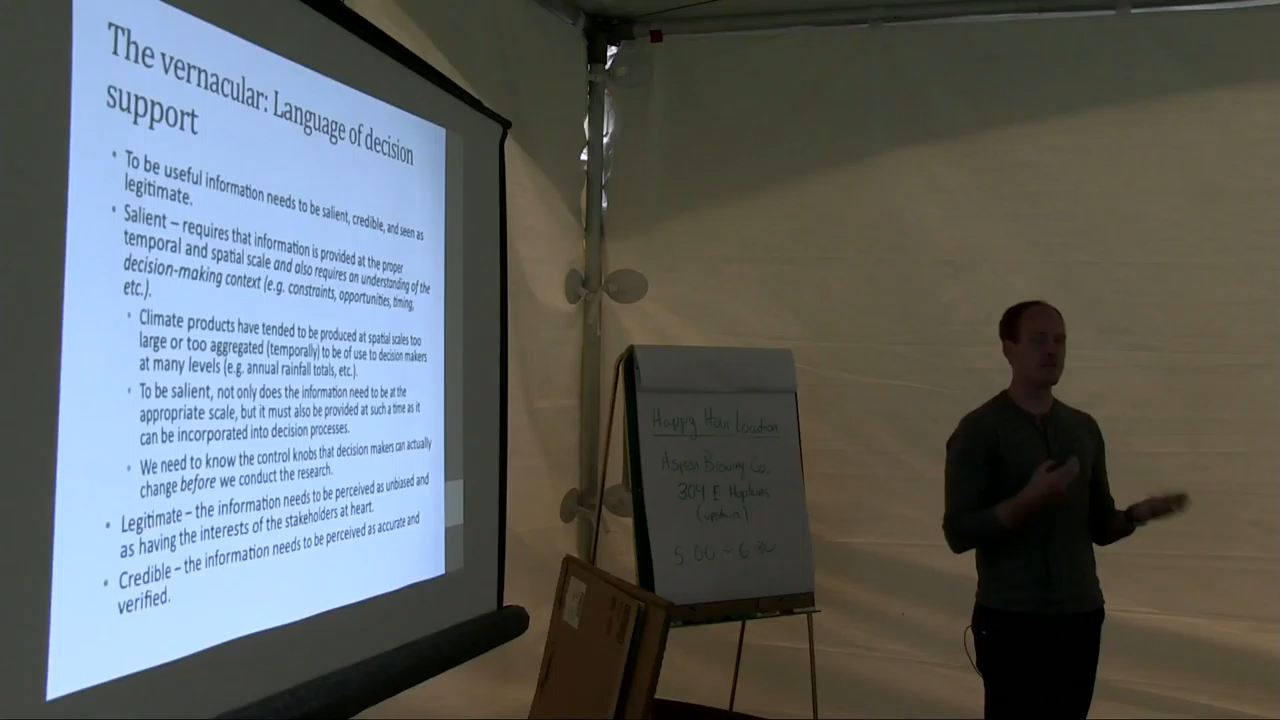 The vernacular: Language of decision
support
• To be useful information needs to be salient, credible, and seen as
legitimate.
• Salient – requires that information is provided at the proper
temporal and spatial scale and also requires an understanding of the
decision-making context (e.g. constraints, opportunities, timing,
etc.).
• Climate products have tended to be produced at spatial scales too
large or too aggregated (temporally) to be of use to decision makers
at many levels (e.g. annual rainfall totals, etc.).
• To be salient, not only does the information need to be at the
appropriate scale, but it must also be provided at such a time as it
can be incorporated into decision processes.
• We need to know the control knobs that decision makers can actually
change before we conduct the research.
• Legitimate – the information needs to be perceived as unbiased and
as having the interests of the stakeholders at heart.
• Credible – the information needs to be perceived as accurate and
verified.
Happy Hour Location
Aspen Brewing Co.
304 E Hopkins
5:00 - 6:30